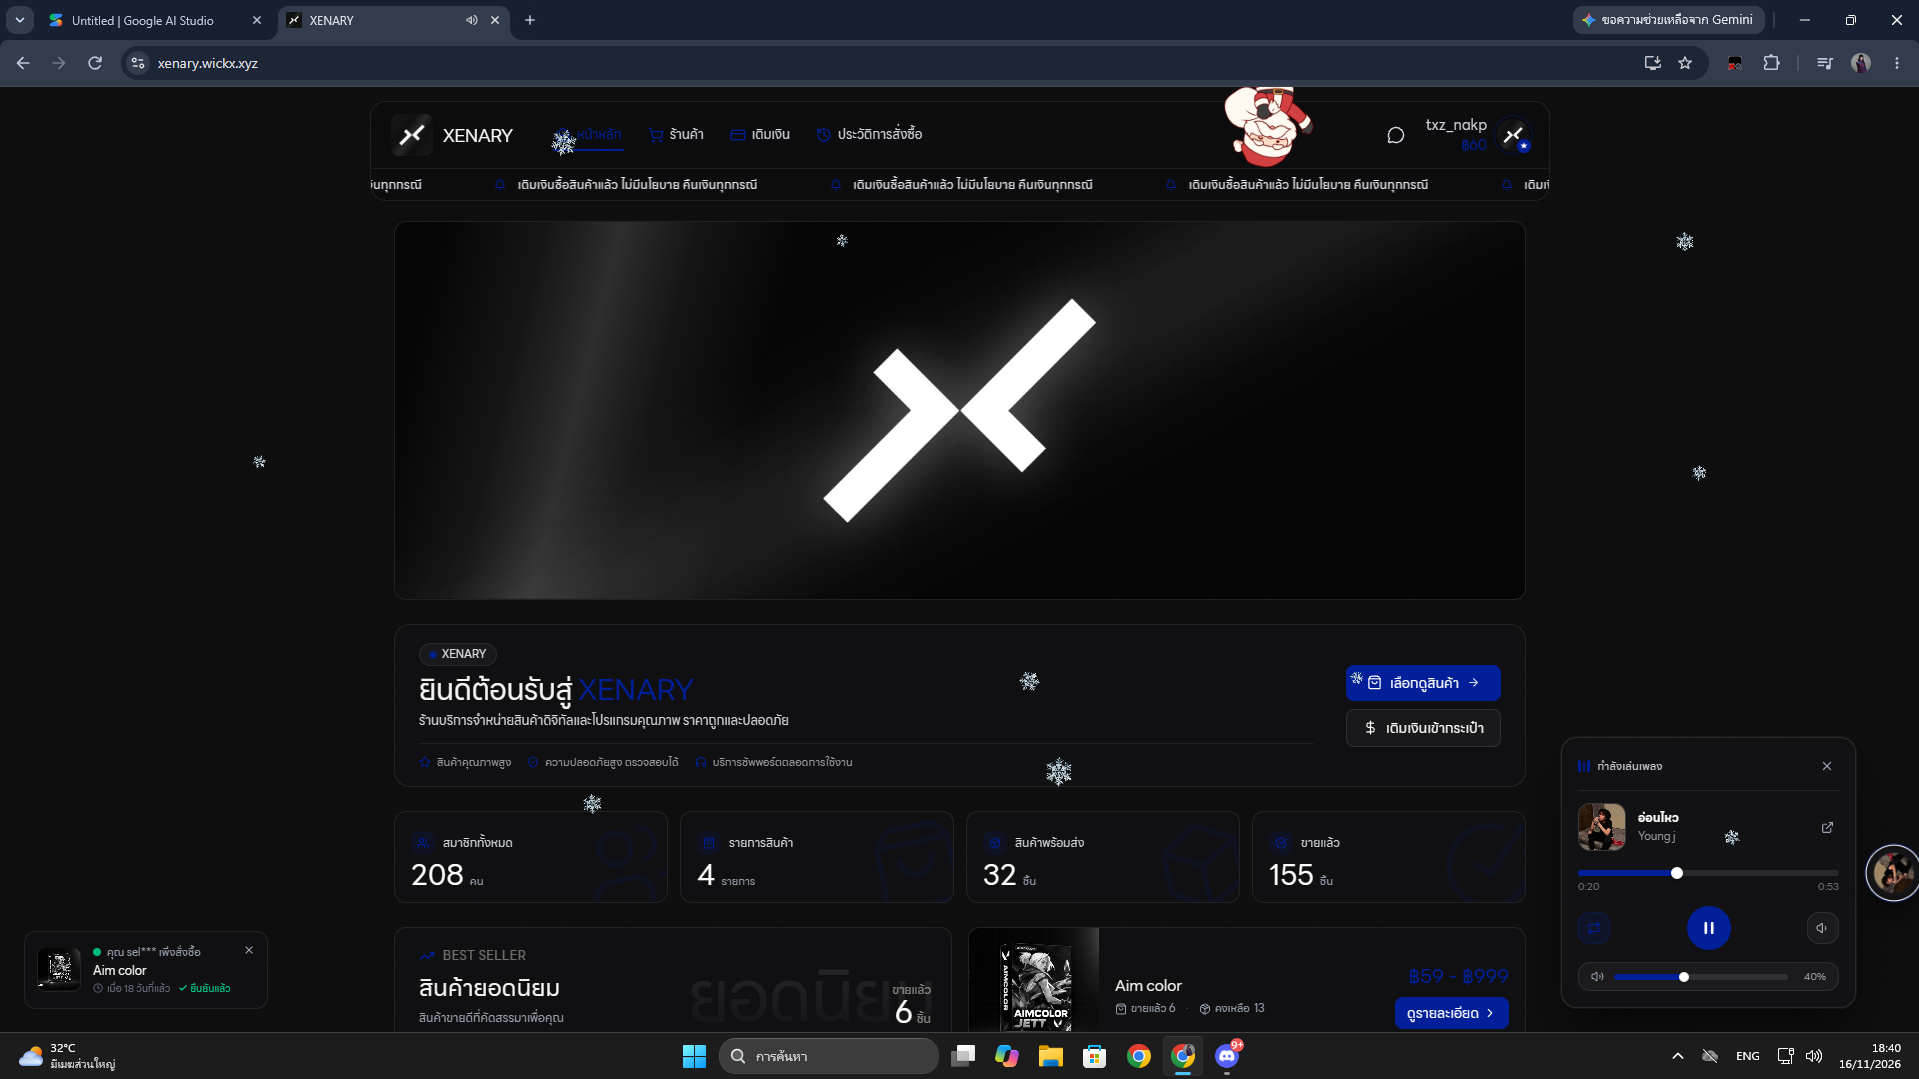 Untitled | Google AI Studio
XENARY
ขอความช่วยเหลือจาก Gemini
xenary.wickx.xyz
XENARY
หน้าหลัก
ร้านค้า
เติมเงิน
ประวัติการสั่งซื้อ
txz_nakp
฿60
เติมเงินซื้อสินค้าแล้ว ไม่มีนโยบาย คืนเงินทุกกรณี
เติมเงินซื้อสินค้าแล้ว ไม่มีนโยบาย คืนเงินทุกกรณี
เติมเงินซื้อสินค้าแล้ว ไม่มีนโยบาย คืนเงินทุกกรณี
XENARY
ยินดีต้อนรับสู่ XENARY
ร้านบริการจำหน่ายสินค้าดิจิทัลและโปรแกรมคุณภาพ ราคาถูกและปลอดภัย
สินค้าคุณภาพสูง
ความปลอดภัยสูง ตรวจสอบได้
บริการซัพพอร์ตตลอดการใช้งาน
เลือกดูสินค้า
เติมเงินเข้ากระเป๋า
สมาชิกทั้งหมด
208 คน
รายการสินค้า
4 รายการ
สินค้าพร้อมส่ง
32 ชิ้น
ขายแล้ว
155 ชิ้น
BEST SELLER
สินค้ายอดนิยม
สินค้าขายดีที่คัดสรรมาเพื่อคุณ
ยอดนิยม
ขายแล้ว
6 ชิ้น
AIMCOLOR
AIMCOLOR
JETT
Aim color
ขายแล้ว 6 · คงเหลือ 13
฿59 - ฿999
ดูรายละเอียด
กำลังเล่นเพลง
อ่อนไหว
Young j
0:20
0:53
40%
คุณ sel*** เพิ่งสั่งซื้อ
Aim color
เมื่อ 18 วันที่แล้ว
ยืนยันแล้ว
32°C
มีเมฆส่วนใหญ่
การค้นหา
9+
ENG
18:40
16/11/2026